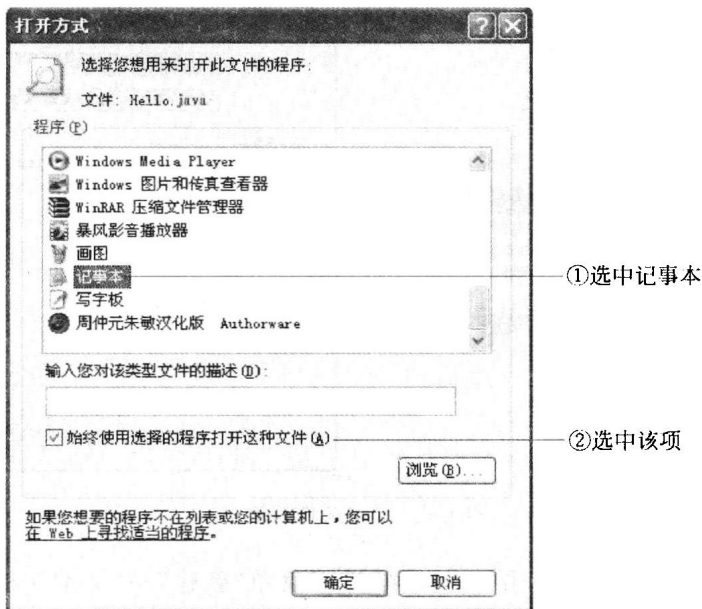 打开方式
选择您想用来打开此文件的程序:
文件: Hello.java
程序(P)
Windows Media Player
Windows 图片和传真查看器
WinRAR 压缩文件管理器
暴风影音播放器
画图
记事本
①选中记事本
写字板
周仲元朱敏汉化版 Authorware
输入您对该类型文件的描述(D):
始终使用选择的程序打开这种文件(A)
②选中该项
浏览(B)...
如果您想要的程序不在列表或您的计算机上，您可以
在 Web 上寻找适当的程序。
确定
取消